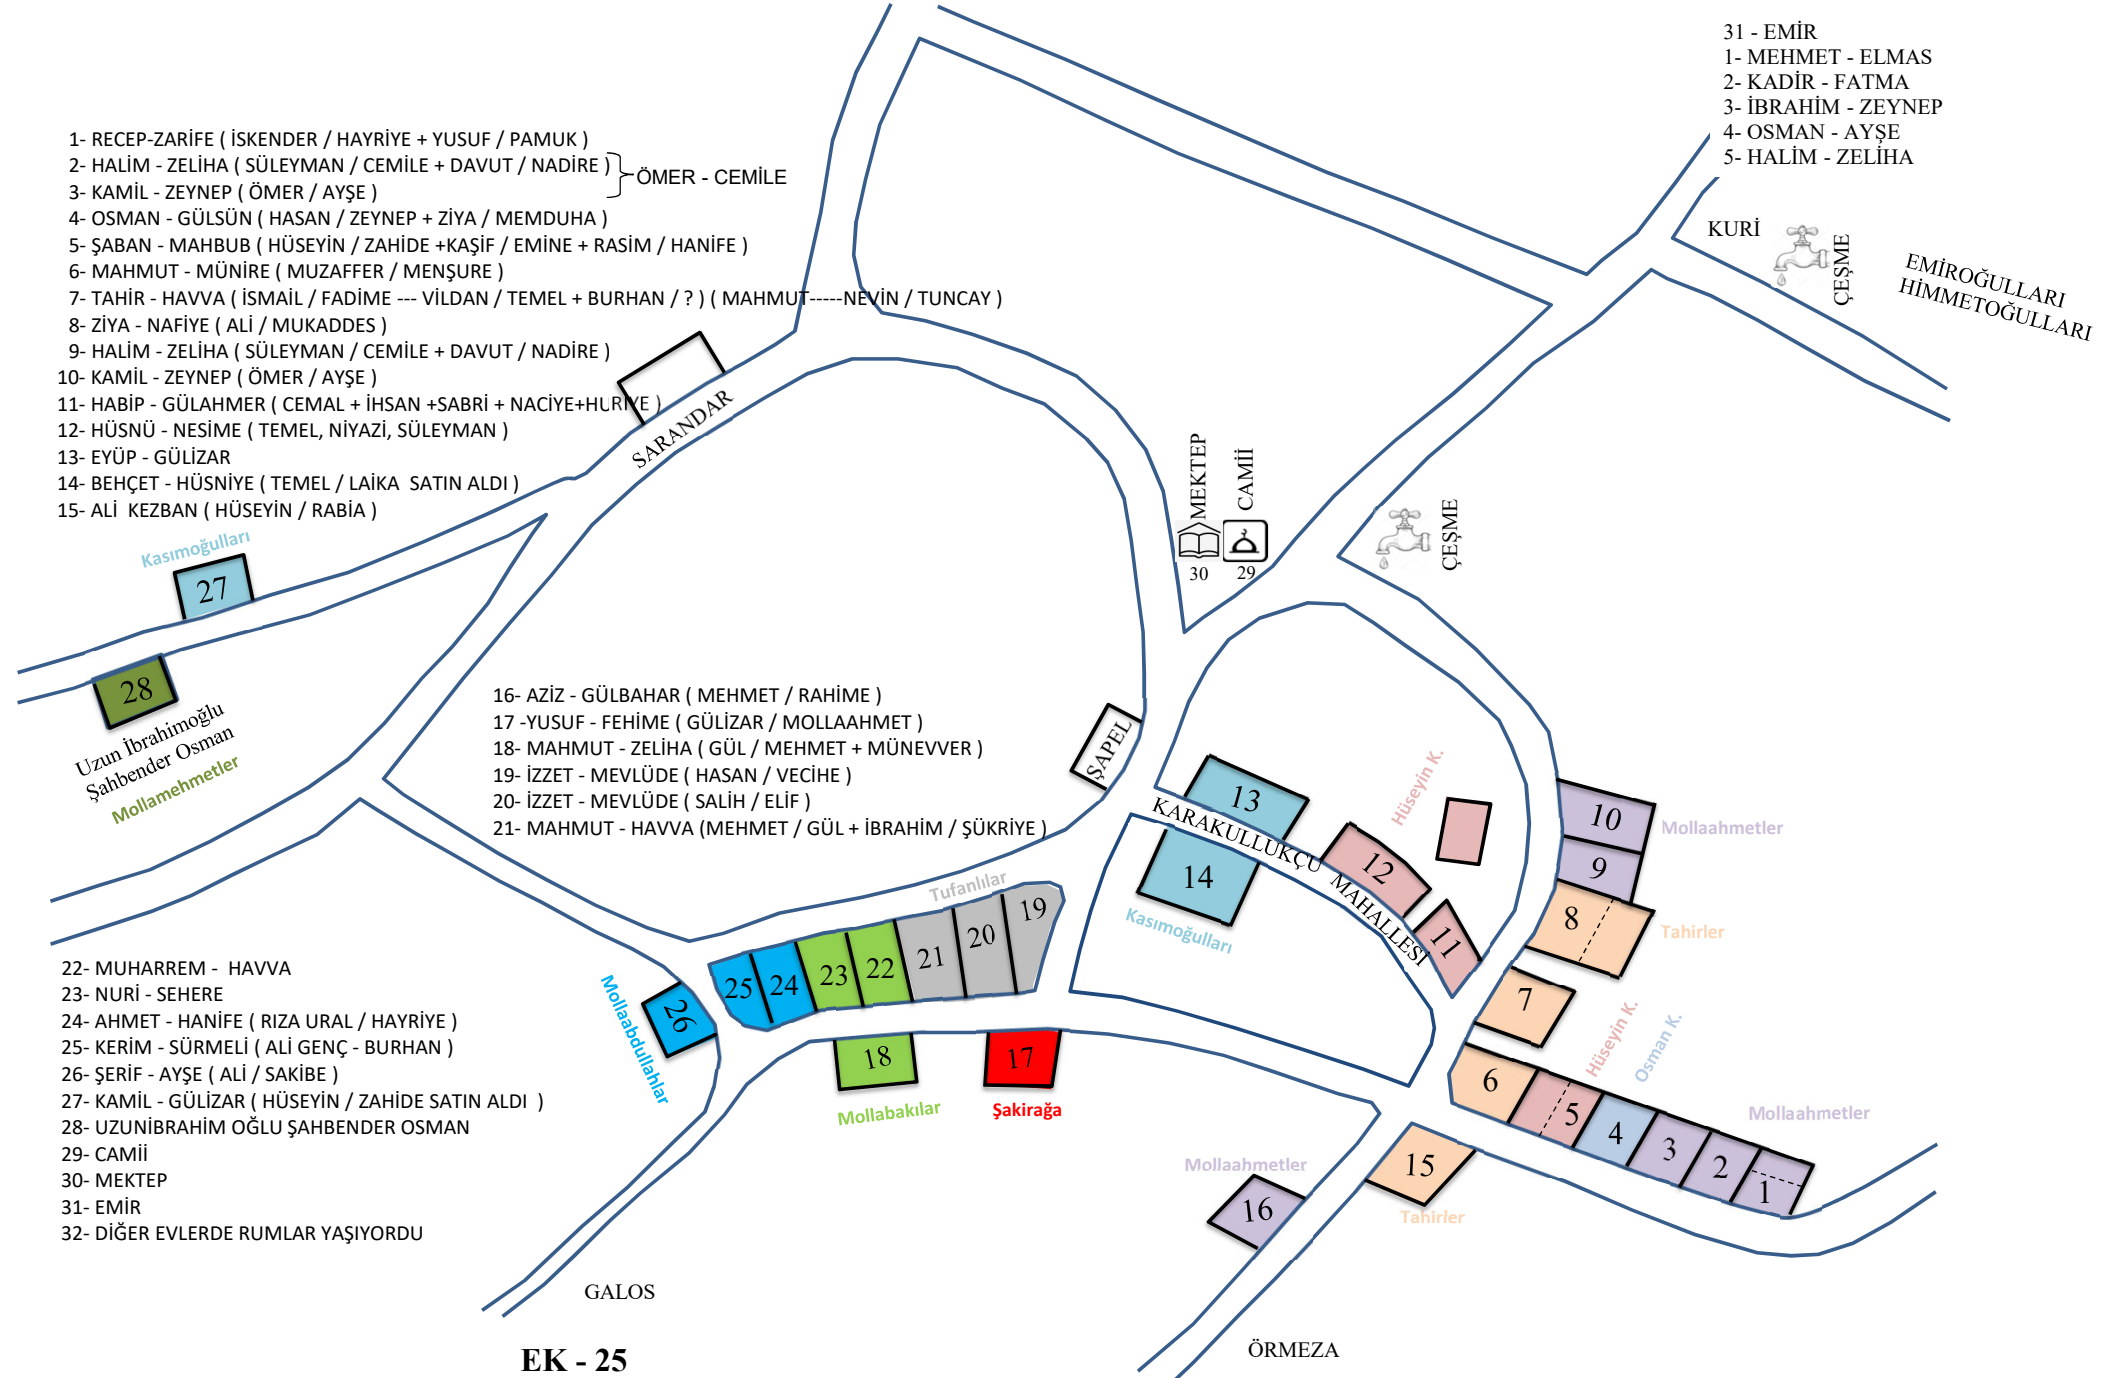 31 - EMİR
1- MEHMET - ELMAS
2- KADİR - FATMA
3- İBRAHİM - ZEYNEP
4- OSMAN - AYŞE
5- HALİM - ZELİHA
1- RECEP-ZARİFE ( İSKENDER / HAYRİYE + YUSUF / PAMUK )
2- HALİM - ZELİHA ( SÜLEYMAN / CEMİLE + DAVUT / NADİRE )
3- KAMİL - ZEYNEP ( ÖMER / AYŞE )
ÖMER - CEMİLE
4- OSMAN - GÜLSÜN ( HASAN / ZEYNEP + ZİYA / MEMDUHA )
5- ŞABAN - MAHBUB ( HÜSEYİN / ZAHİDE +KAŞİF / EMİNE + RASİM / HANİFE )
6- MAHMUT - MÜNİRE ( MUZAFFER / MENŞURE )
7- TAHİR - HAVVA ( İSMAİL / FADİME --- VİLDAN / TEMEL + BURHAN / ? ) ( MAHMUT-----NEVİN / TUNCAY )
8- ZİYA - NAFİYE ( ALİ / MUKADDES )
9- HALİM - ZELİHA ( SÜLEYMAN / CEMİLE + DAVUT / NADİRE )
10- KAMİL - ZEYNEP ( ÖMER / AYŞE )
11- HABİP - GÜLAHMER ( CEMAL + İHSAN +SABRİ + NACİYE+HURİYE )
12- HÜSNÜ - NESİME ( TEMEL, NİYAZİ, SÜLEYMAN )
13- EYÜP - GÜLİZAR
14- BEHÇET - HÜSNİYE ( TEMEL / LAİKA  SATIN ALDI )
15- ALİ  KEZBAN ( HÜSEYİN / RABİA )
KURİ
ÇEŞME
EMİROĞULLARI
HİMMETOĞULLARI
SARANDAR
MEKTEP
CAMİİ
30
29
ÇEŞME
Kasımoğulları
27
28
Uzun İbrahimoğlu
Şahbender Osman
Mollamehmetler
16- AZİZ - GÜLBAHAR ( MEHMET / RAHİME )
17 -YUSUF - FEHİME ( GÜLİZAR / MOLLAAHMET )
18- MAHMUT - ZELİHA ( GÜL / MEHMET + MÜNEVVER )
19- İZZET - MEVLÜDE ( HASAN / VECİHE )
20- İZZET - MEVLÜDE ( SALİH / ELİF )
21- MAHMUT - HAVVA (MEHMET / GÜL + İBRAHİM / ŞÜKRİYE )
ŞAPEL
KARAKULLUKÇU MAHALLESİ
13
14
Kasımoğulları
Hüseyin K.
12
11
10
9
Mollaahmetler
8
Tahirler
7
Hüseyin K.
Osman K.
6
5
4
3
2
1
Mollaahmetler
Tufanlılar
19
20
21
22
23
24
25
26
Mollaabdullahlar
18
Mollabakılar
17
Şakirağa
Mollaahmetler
16
15
Tahirler
22- MUHARREM -  HAVVA
23- NURİ - SEHERE
24- AHMET - HANİFE ( RIZA URAL / HAYRİYE )
25- KERİM - SÜRMELİ ( ALİ GENÇ - BURHAN )
26- ŞERİF - AYŞE ( ALİ / SAKİBE )
27- KAMİL - GÜLİZAR ( HÜSEYİN / ZAHİDE SATIN ALDI  )
28- UZUNİBRAHİM OĞLU ŞAHBENDER OSMAN
29- CAMİİ
30- MEKTEP
31- EMİR
32- DİĞER EVLERDE RUMLAR YAŞIYORDU
GALOS
ÖRMEZA
EK - 25